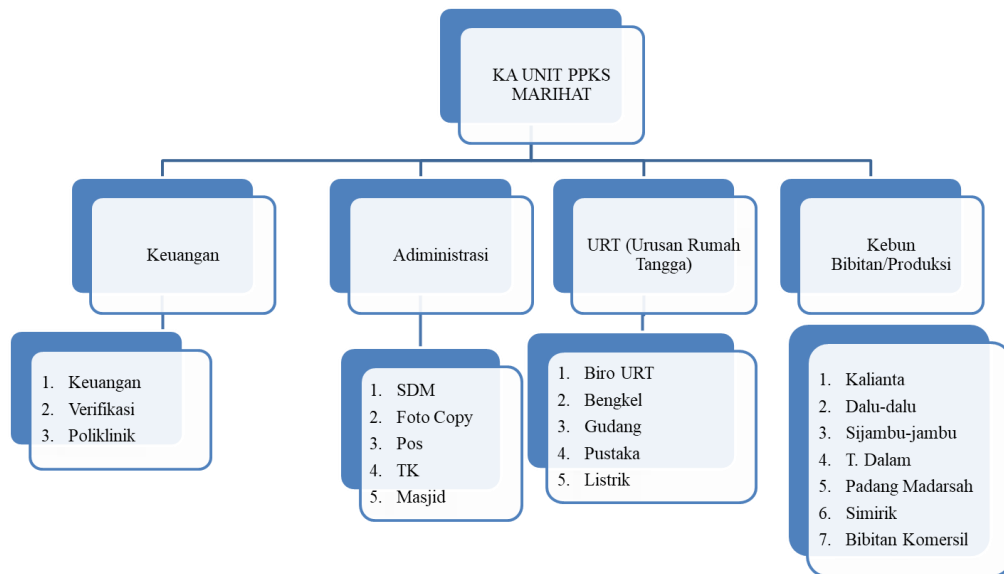 KA UNIT PPKS
MARIHAT
Keuangan
Adiministrasi
URT (Urusan Rumah
Tangga)
Kebun
Bibitan/Produksi
1. Keuangan
2. Verifikasi
3. Poliklinik
1. SDM
2. Foto Copy
3. Pos
4. TK
5. Masjid
1. Biro URT
2. Bengkel
3. Gudang
4. Pustaka
5. Listrik
1. Kalianta
2. Dalu-dalu
3. Sijambu-jambu
4. T. Dalam
5. Padang Madarsah
6. Simirik
7. Bibitan Komersil